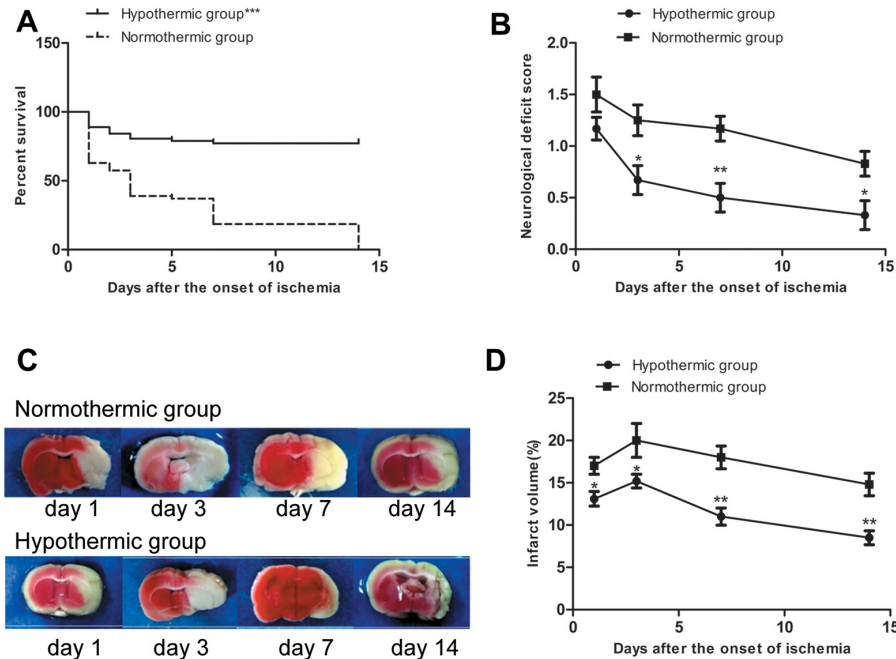 A
Hypothermic group***
Normothermic group
150
100
50
0
Percent survival
0 5 10 15
Days after the onset of ischemia
B
Hypothermic group
Normothermic group
2.0
1.5
1.0
0.5
0.0
Neurological deficit score
* ** *
0 5 10 15
Days after the onset of ischemia
C
Normothermic group
day 1 day 3 day 7 day 14
Hypothermic group
day 1 day 3 day 7 day 14
D
Hypothermic group
Normothermic group
25
20
15
10
5
0
Infarct volume(%)
* * ** **
0 5 10 15
Days after the onset of ischemia